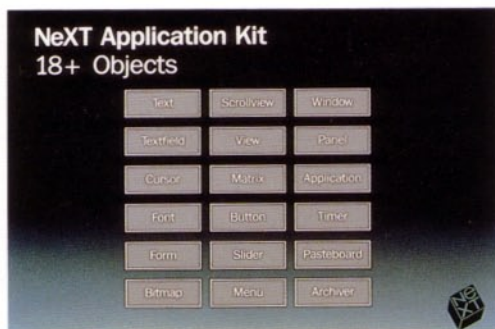 NeXT Application Kit
18+ Objects
Text Scrollview Window
Textfield View Panel
Cursor Matrix Application
Font Button Timer
Form Slider Pasteboard
Bitmap Menu Archiver
NeXT